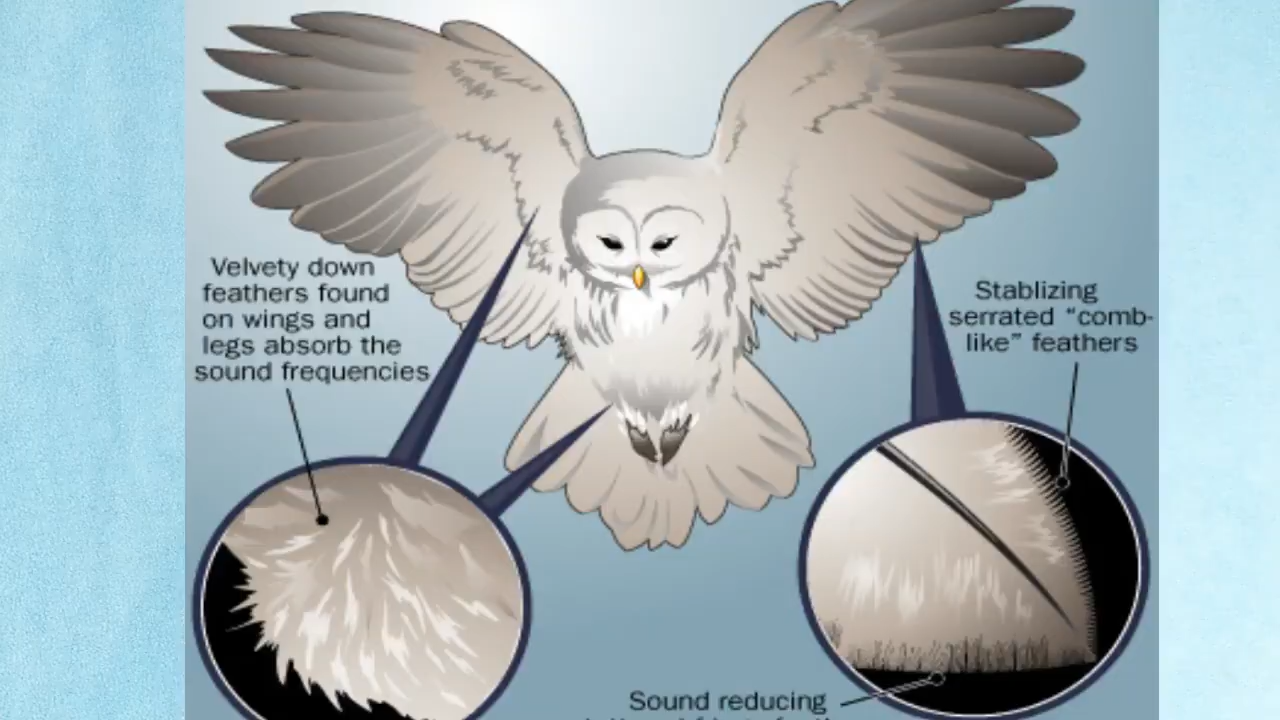 Velvety down
feathers found
on wings and
legs absorb the
sound frequencies
Stablizing
serrated “comb-
like” feathers
Sound reducing